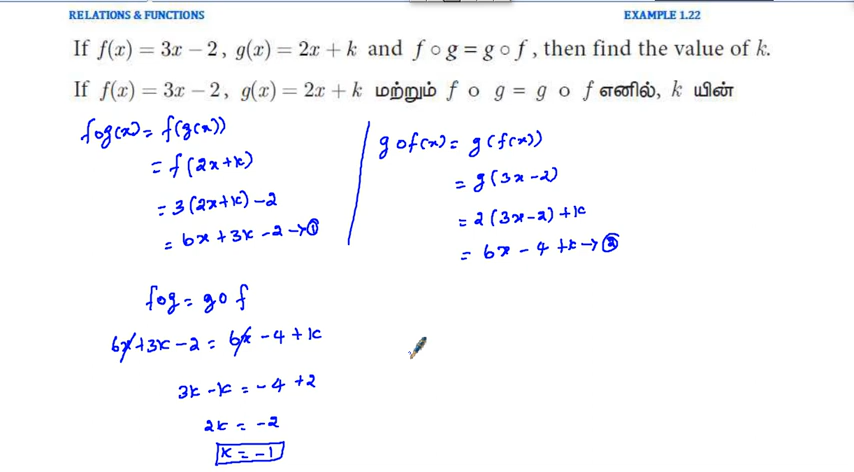 RELATIONS & FUNCTIONS
EXAMPLE 1.22
If f(x) = 3x − 2, g(x) = 2x + k and f ∘ g = g ∘ f, then find the value of k.
If f(x) = 3x − 2, g(x) = 2x + k மற்றும் f o g = g o f எனில், k யின்
fog(x) = f(g(x))
= f(2x+k)
= 3(2x+k) - 2
= 6x + 3k - 2 → ①
gof(x) = g(f(x))
= g(3x-2)
= 2(3x-2)+k
= 6x - 4 + k → ②
fog = gof
6x + 3k - 2 = 6x - 4 + k
3k - k = -4 + 2
2k = -2
k = -1